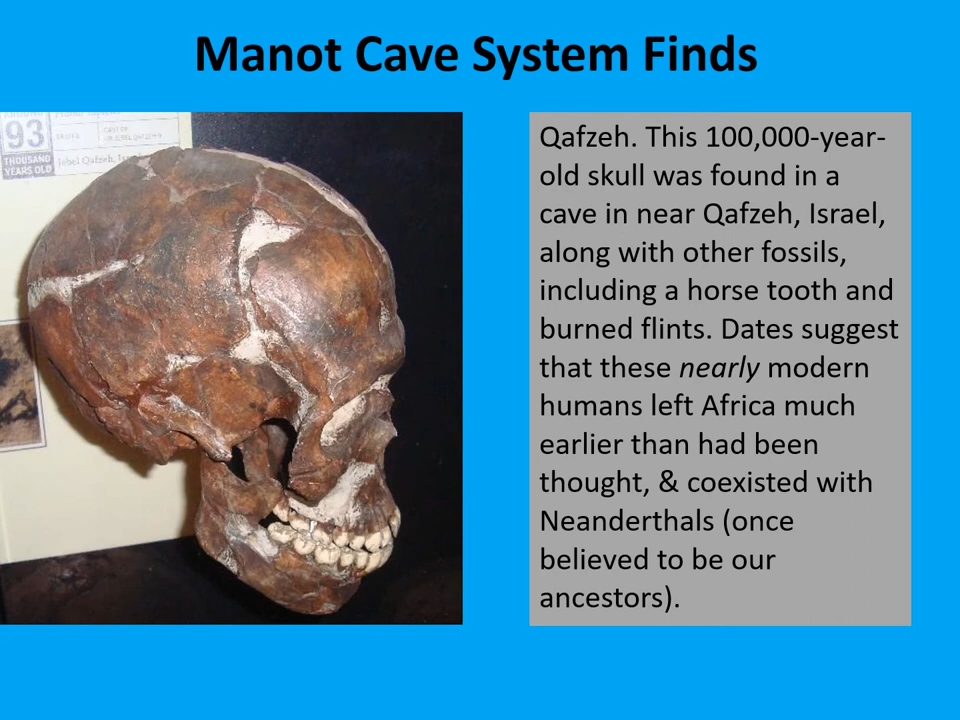 Manot Cave System Finds
93
THOUSAND
YEARS OLD
CAST OF
Jebel Qafzeh, Isra
Qafzeh. This 100,000-year-
old skull was found in a
cave in near Qafzeh, Israel,
along with other fossils,
including a horse tooth and
burned flints. Dates suggest
that these nearly modern
humans left Africa much
earlier than had been
thought, & coexisted with
Neanderthals (once
believed to be our
ancestors).